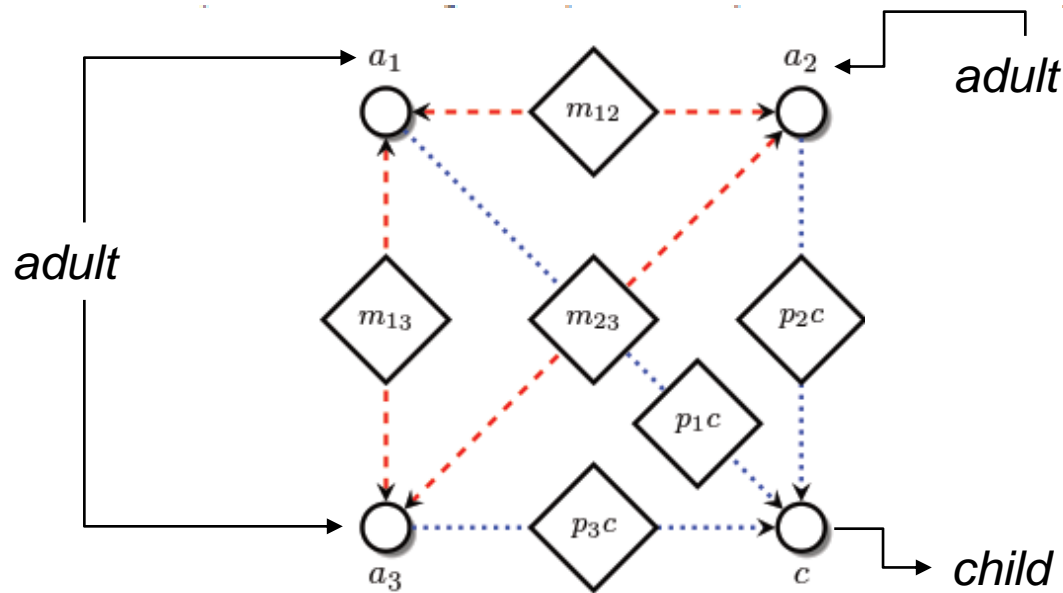 a₁
a₂
adult
m₁₂
adult
m₁₃
m₂₃
p₂c
p₁c
p₃c
a₃
c
child